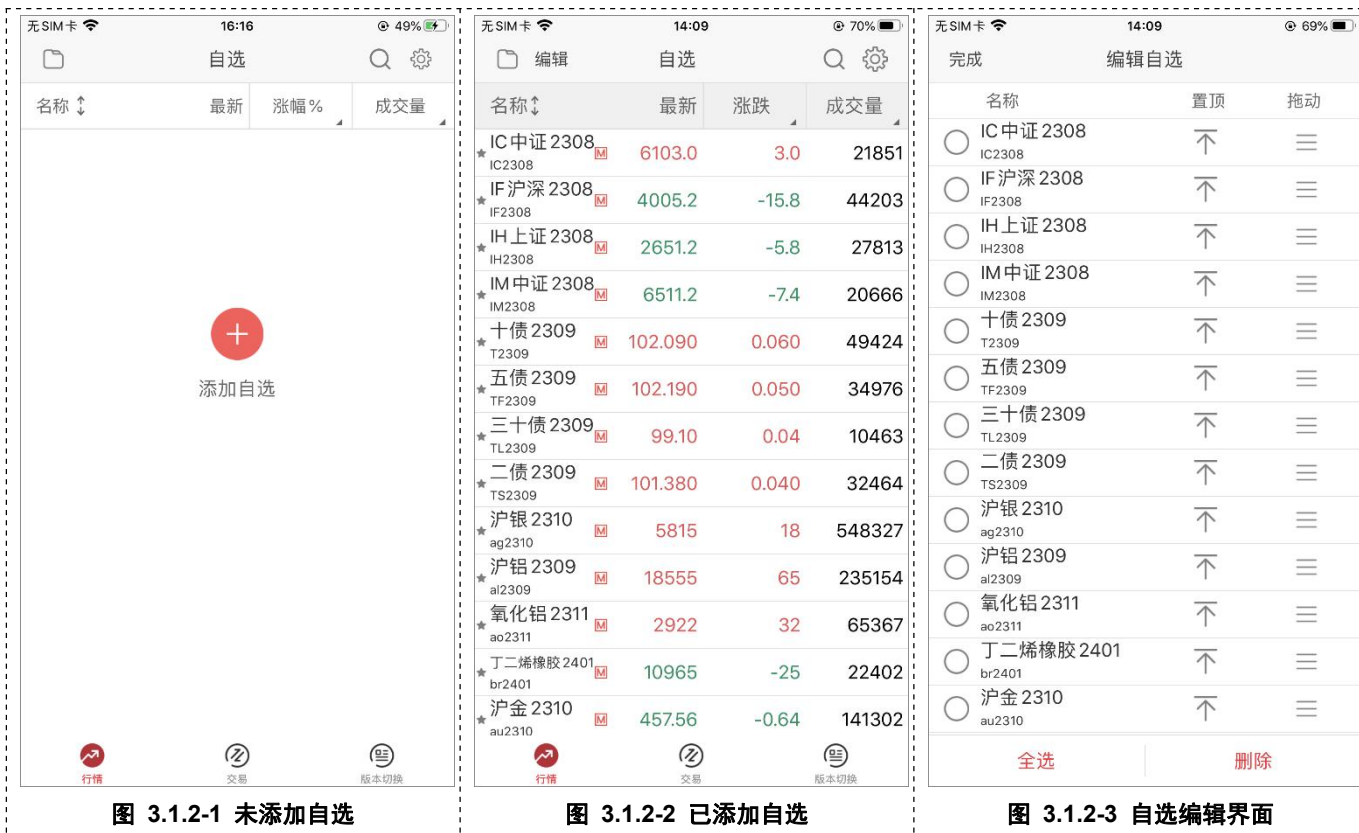 无SIM卡 16:16 49%
自选
名称 最新 涨幅% 成交量
添加自选
行情 交易 版本切换
图 3.1.2-1 未添加自选
无SIM卡 14:09 70%
编辑 自选
名称 最新 涨跌 成交量
IC中证2308 M 6103.0 3.0 21851
IC2308
IF沪深2308 M 4005.2 -15.8 44203
IF2308
IH上证2308 M 2651.2 -5.8 27813
IH2308
IM中证2308 M 6511.2 -7.4 20666
IM2308
十债2309 M 102.090 0.060 49424
T2309
五债2309 M 102.190 0.050 34976
TF2309
三十债2309 M 99.10 0.04 10463
TL2309
二债2309 M 101.380 0.040 32464
TS2309
沪银2310 M 5815 18 548327
ag2310
沪铝2309 M 18555 65 235154
al2309
氧化铝2311 M 2922 32 65367
ao2311
丁二烯橡胶2401 M 10965 -25 22402
br2401
沪金2310 M 457.56 -0.64 141302
au2310
行情 交易 版本切换
图 3.1.2-2 已添加自选
无SIM卡 14:09 69%
完成 编辑自选
名称 置顶 拖动
IC中证2308
IC2308
IF沪深2308
IF2308
IH上证2308
IH2308
IM中证2308
IM2308
十债2309
T2309
五债2309
TF2309
三十债2309
TL2309
二债2309
TS2309
沪银2310
ag2310
沪铝2309
al2309
氧化铝2311
ao2311
丁二烯橡胶2401
br2401
沪金2310
au2310
全选 删除
图 3.1.2-3 自选编辑界面